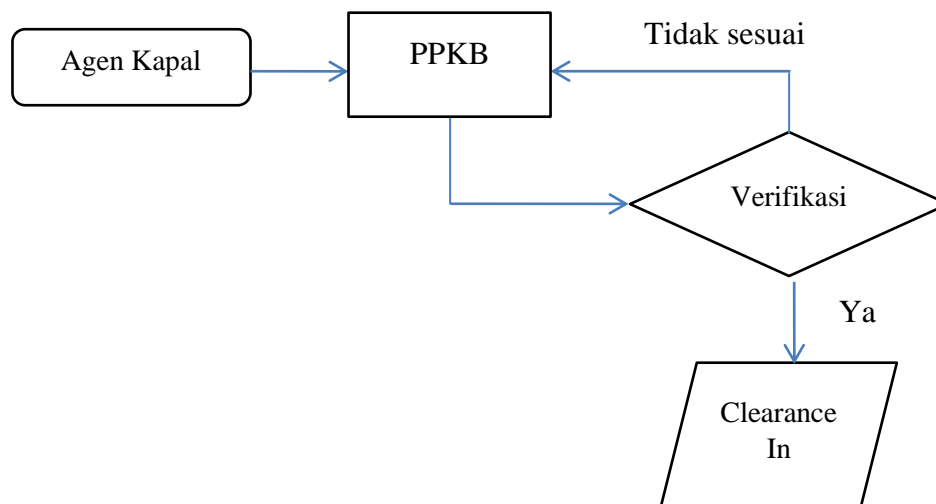 Agen Kapal
PPKB
Tidak sesuai
Verifikasi
Ya
Clearance
In